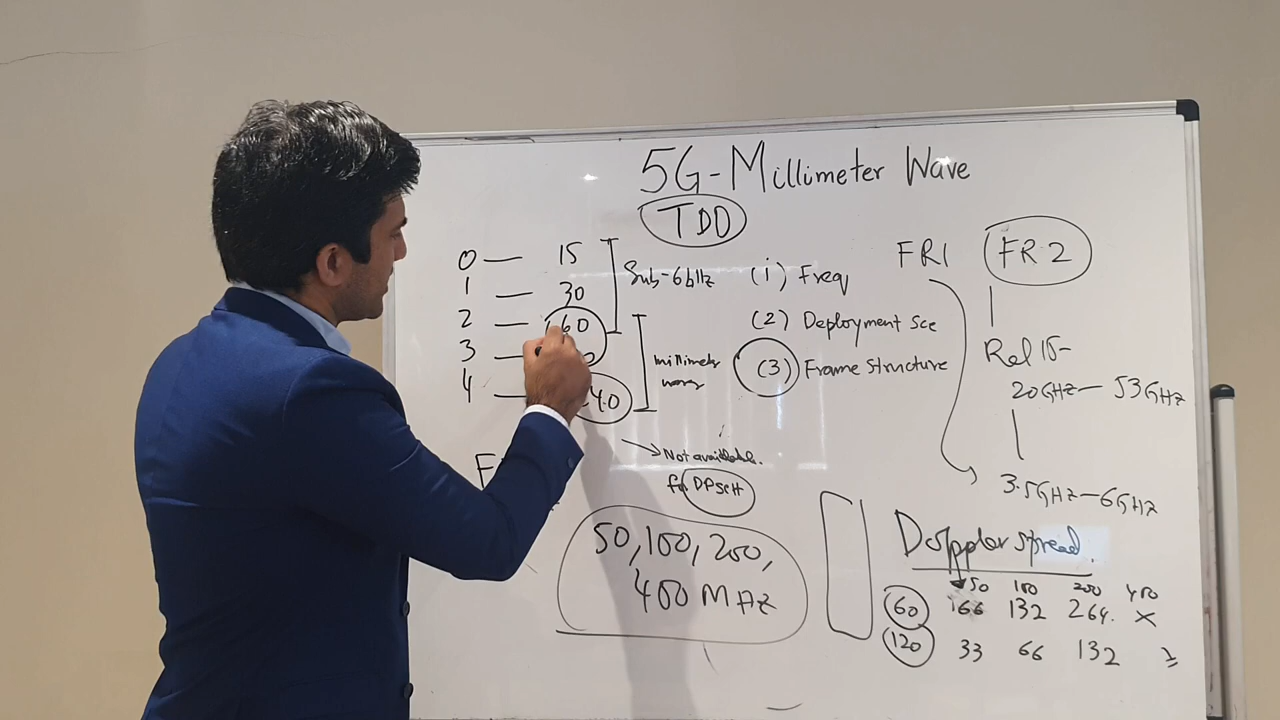 5G-Millimeter Wave
TDD
0 — 15
1 — 30
2 — 60
3 —
4 — 40
Sub-6GHz
millimeter
waves
Not available
for DPSCH
(1) Freq
(2) Deployment Sce
(3) Frame Structure
FR1
FR2
Rel 15-
20GHz — 53GHz
3.5GHz — 6GHz
50, 100, 200,
400 MHz
Doppler spread.
50 100 200 400
60 66 132 264. X
120 33 66 132